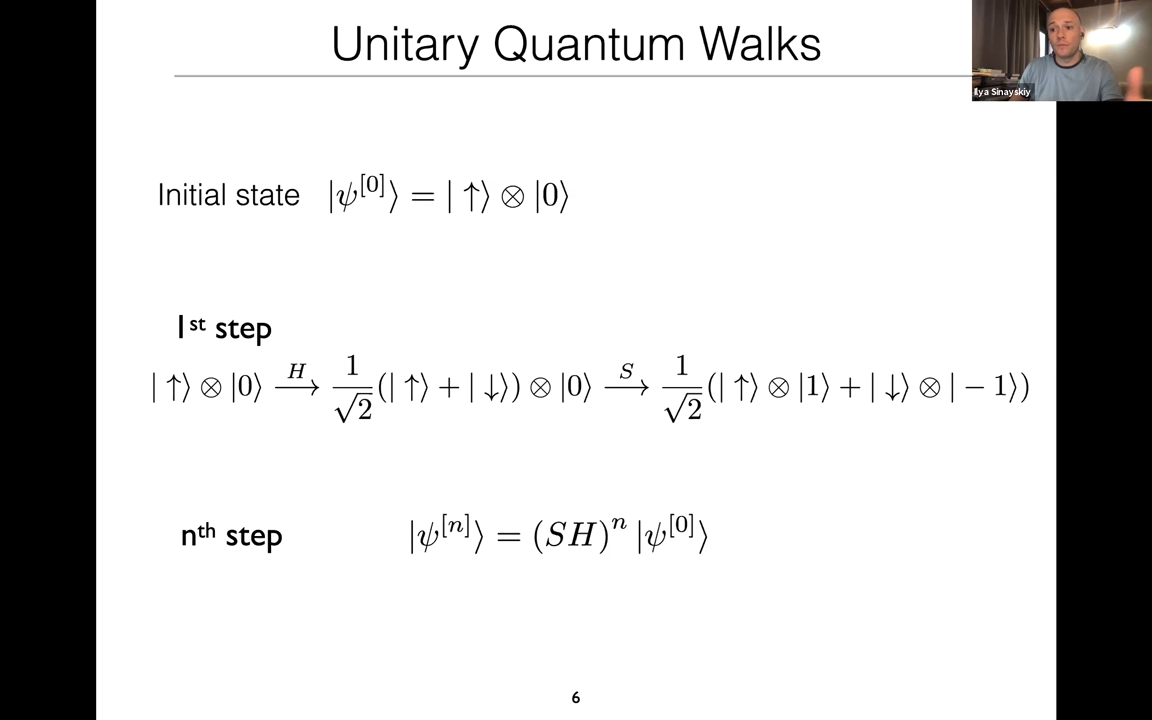 Unitary Quantum Walks
Ilya Sinayskiy
Initial state |ψ^[0]⟩ = |↑⟩ ⊗ |0⟩
1st step
|↑⟩ ⊗ |0⟩ —H→ 1/√2 (|↑⟩ + |↓⟩) ⊗ |0⟩ —S→ 1/√2 (|↑⟩ ⊗ |1⟩ + |↓⟩ ⊗ |−1⟩)
nth step |ψ^[n]⟩ = (SH)^n |ψ^[0]⟩
6